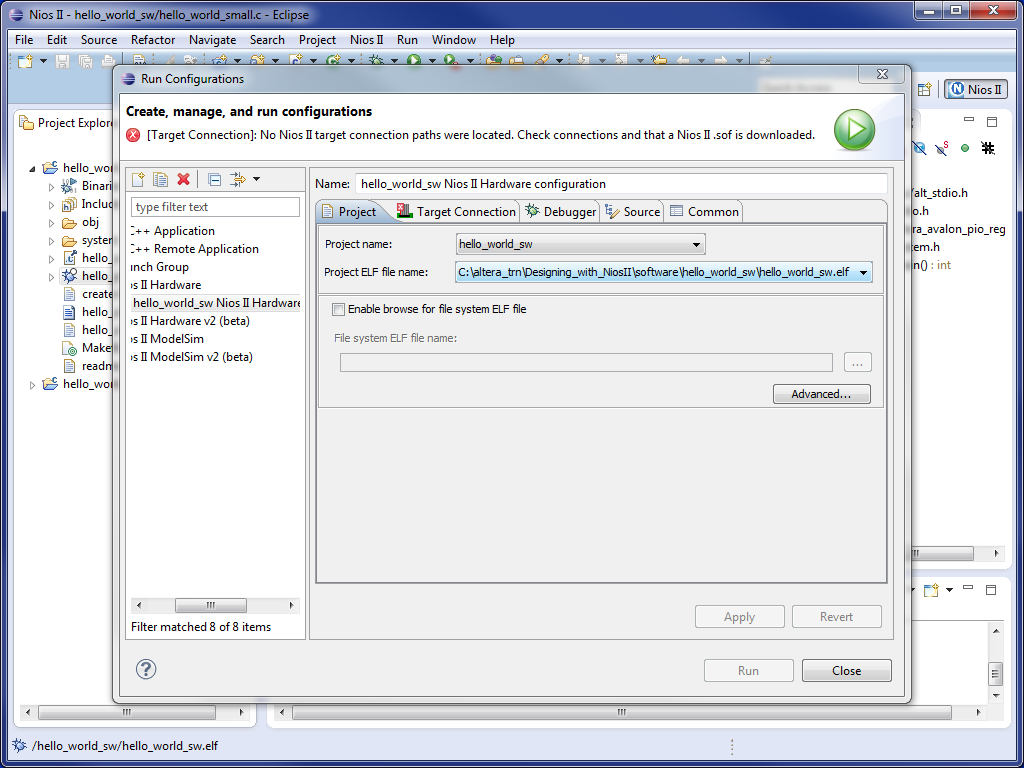 Nios II - hello_world_sw/hello_world_small.c - Eclipse
File Edit Source Refactor Navigate Search Project Nios II Run Window Help
Run Configurations
Nios II
Create, manage, and run configurations
[Target Connection]: No Nios II target connection paths were located. Check connections and that a Nios II .sof is downloaded.
Project Explore
hello_wor
Binari
Includ
obj
system
hello_
hello_
create
hello_
hello_
Make
readm
hello_wor
type filter text
C++ Application
C++ Remote Application
unch Group
os II Hardware
hello_world_sw Nios II Hardware
os II Hardware v2 (beta)
os II ModelSim
os II ModelSim v2 (beta)
Filter matched 8 of 8 items
Name: hello_world_sw Nios II Hardware configuration
Project Target Connection Debugger Source Common
Project name: hello_world_sw
Project ELF file name: C:\altera_trn\Designing_with_NiosII\software\hello_world_sw\hello_world_sw.elf
Enable browse for file system ELF file
File system ELF file name:
...
Advanced...
Apply Revert
Run Close
/alt_stdio.h
o.h
ra_avalon_pio_reg
tem.h
n() : int
/hello_world_sw/hello_world_sw.elf